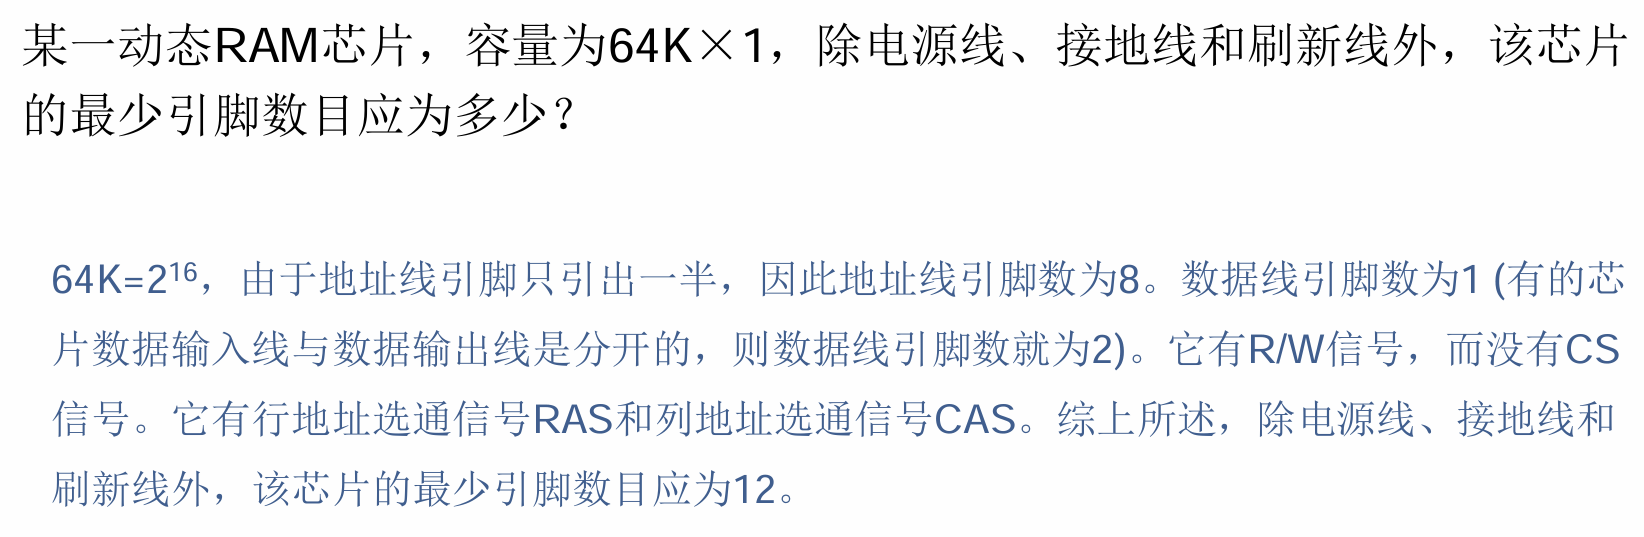 某一动态RAM芯片，容量为64K×1，除电源线、接地线和刷新线外，该芯片
的最少引脚数目应为多少？
64K=2¹⁶，由于地址线引脚只引出一半，因此地址线引脚数为8。数据线引脚数为1 (有的芯
片数据输入线与数据输出线是分开的，则数据线引脚数就为2)。它有R/W信号，而没有CS
信号。它有行地址选通信号RAS和列地址选通信号CAS。综上所述，除电源线、接地线和
刷新线外，该芯片的最少引脚数目应为12。